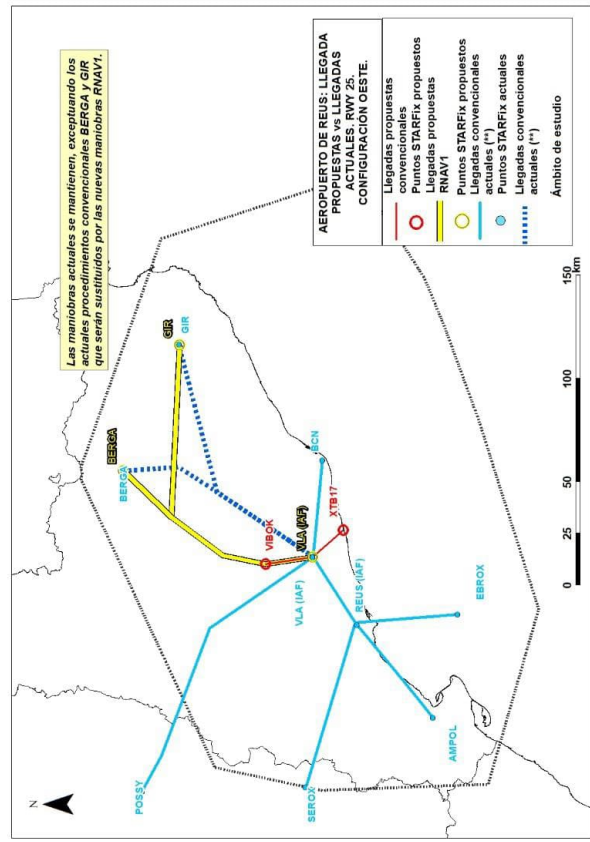 Las maniobras actuales se mantienen, exceptuando los
actuales procedimientos convencionales BERGA y GIR
que serán sustituidos por las nuevas maniobras RNAV1.
N
POSSY
BERGA
BERGA
GIR
GIR
VIBOK
VLA (IAF)
VLA (IAF)
BCN
XTB17
SEROX
REUS (IAF)
AMPOL
EBROX
AEROPUERTO DE REUS: LLEGADA
PROPUESTAS vs LLEGADAS
ACTUALES. RWY 25.
CONFIGURACIÓN OESTE.
Llegadas propuestas
convencionales
Puntos STARFix propuestos
Llegadas propuestas
RNAV1
Puntos STARFix propuestos
Llegadas convencionales
actuales (**)
Puntos STARFix actuales
Llegadas convencionales
actuales (**)
Ámbito de estudio
0 25 50 100 150
km